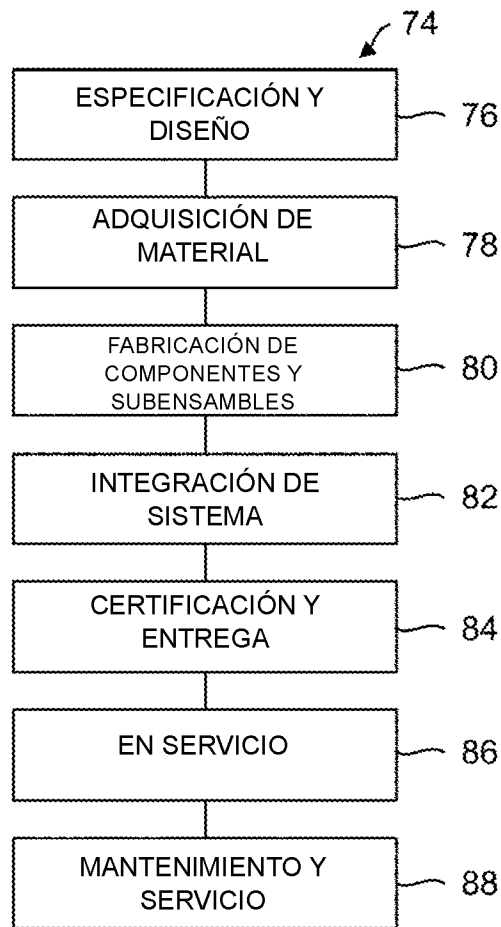 74
ESPECIFICACIÓN Y
DISEÑO
76
ADQUISICIÓN DE
MATERIAL
78
FABRICACIÓN DE
COMPONENTES Y
SUBENSAMBLES
80
INTEGRACIÓN DE
SISTEMA
82
CERTIFICACIÓN Y
ENTREGA
84
EN SERVICIO
86
MANTENIMIENTO Y
SERVICIO
88